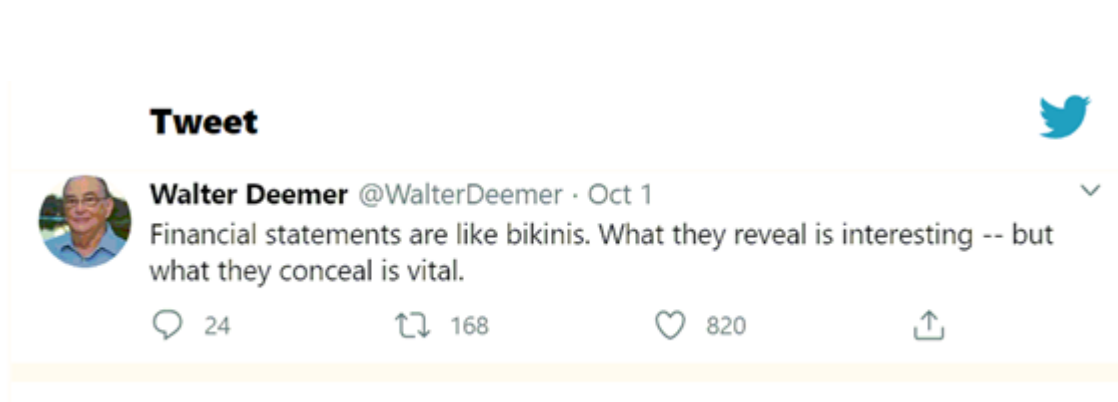 Tweet
Walter Deemer @WalterDeemer · Oct 1
Financial statements are like bikinis. What they reveal is interesting -- but
what they conceal is vital.
24 168 820